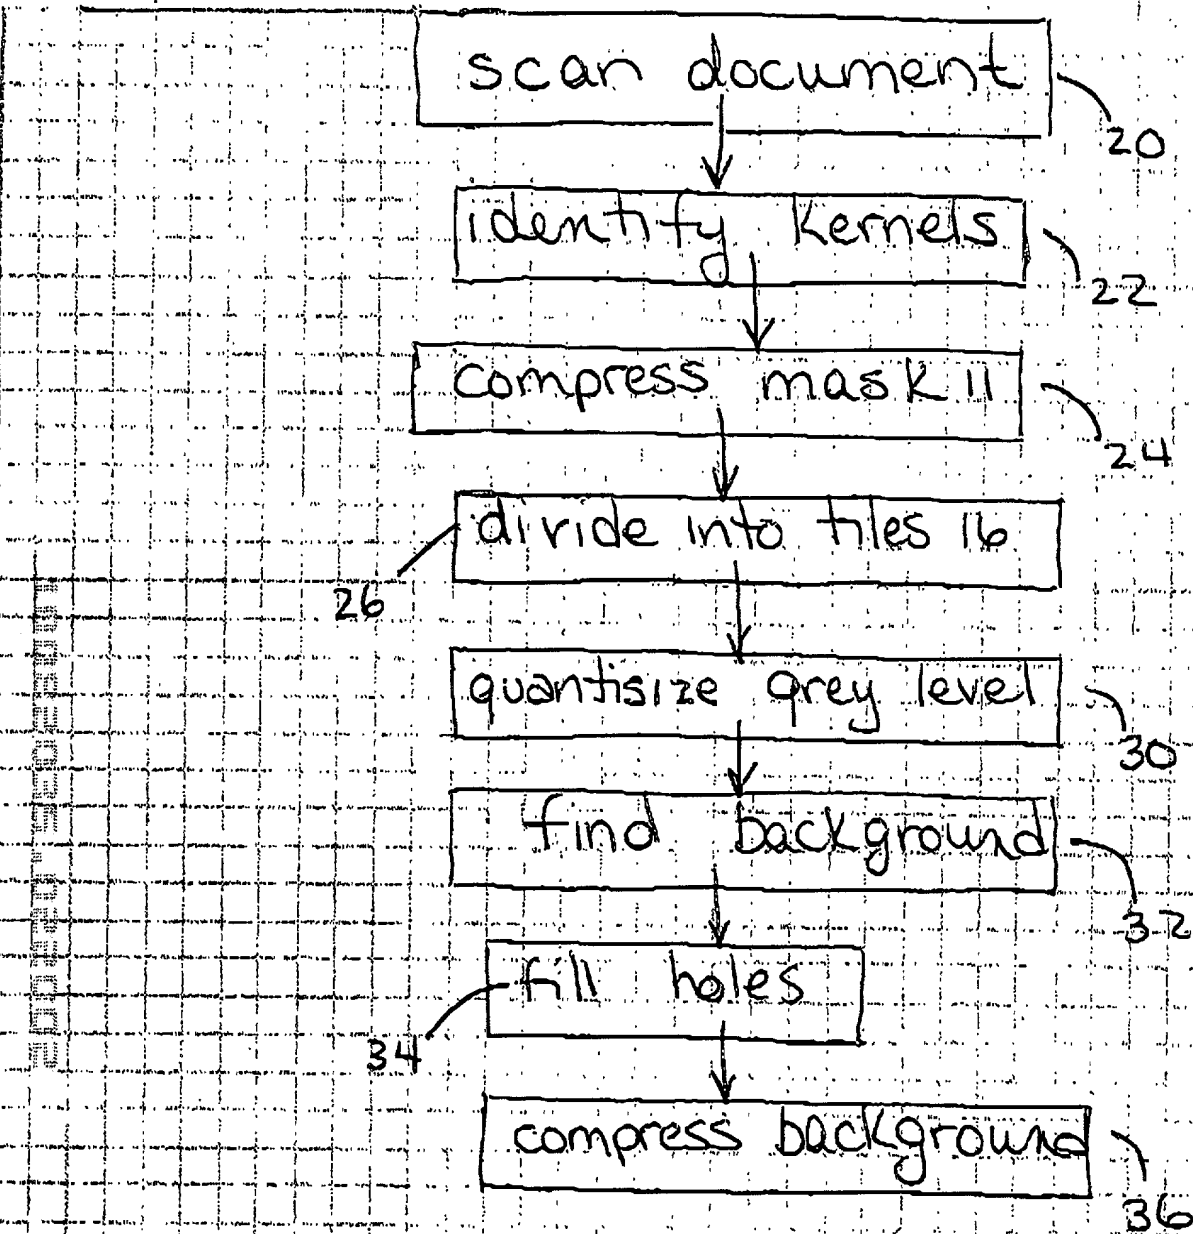 scan document
20
identify kernels
22
compress mask 11
24
divide into tiles 16
26
quantisize grey level
30
find background
32
fill holes
34
compress background
36